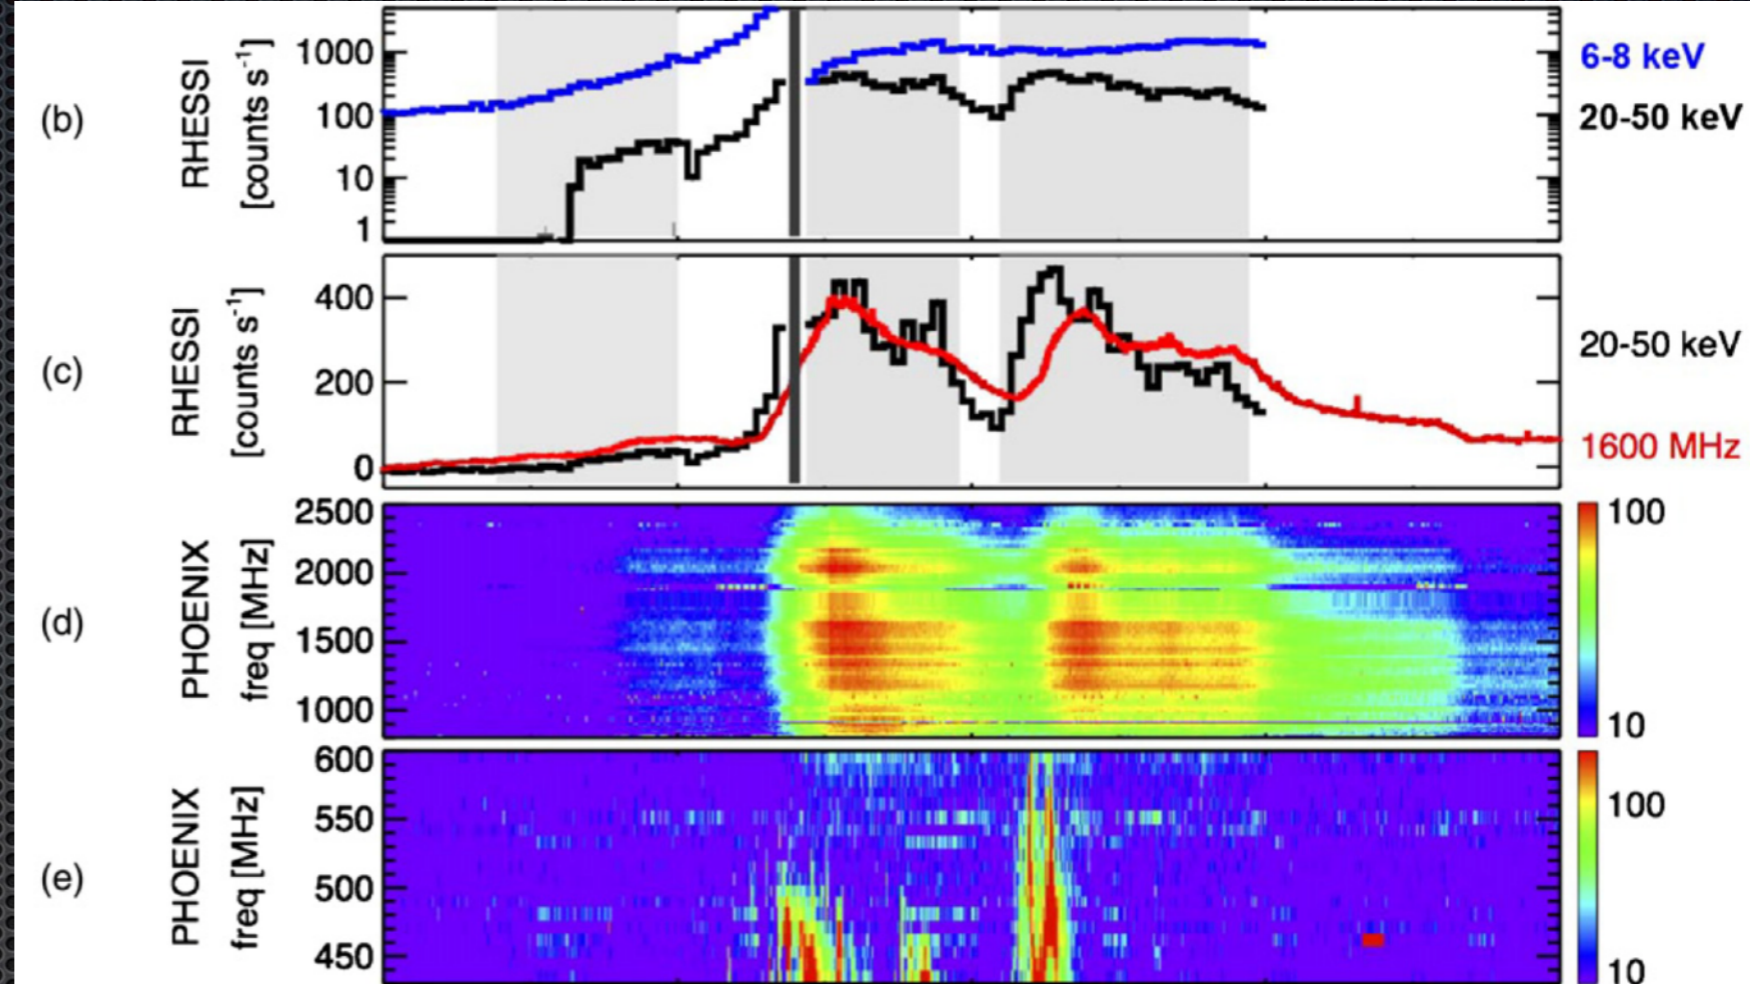 (b)
RHESSI
[counts s⁻¹]
1000
100
10
1
6-8 keV
20-50 keV
(c)
RHESSI
[counts s⁻¹]
400
200
0
20-50 keV
1600 MHz
(d)
PHOENIX
freq [MHz]
2500
2000
1500
1000
100
10
(e)
PHOENIX
freq [MHz]
600
550
500
450
100
10